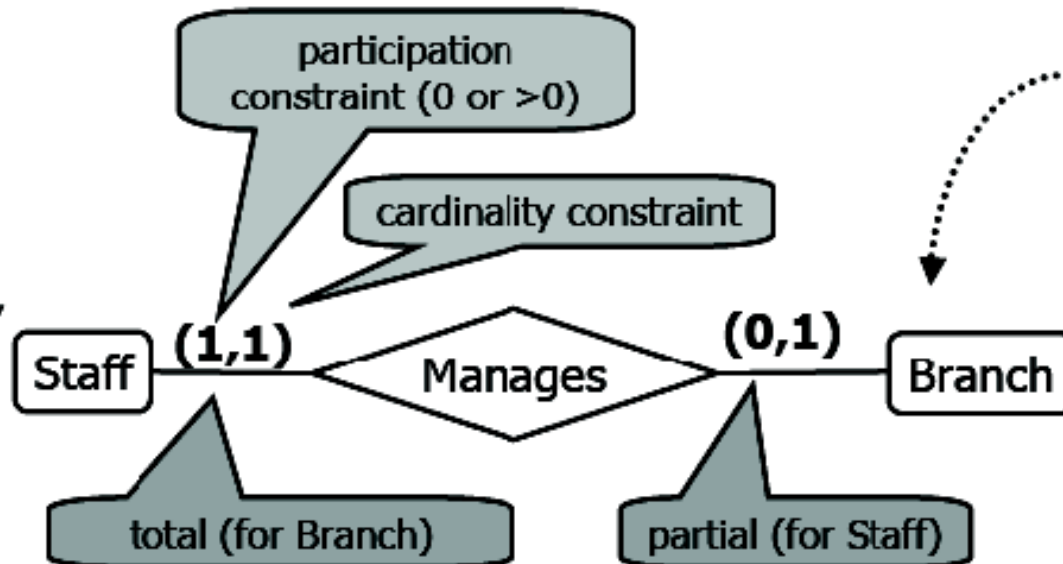 participation
constraint (0 or >0)
cardinality constraint
(1,1)
(0,1)
Staff
Manages
Branch
total (for Branch)
partial (for Staff)